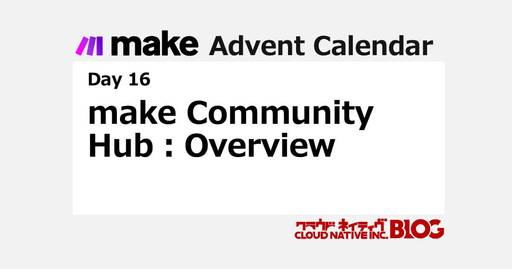 make Advent Calendar
Day 16
make Community
Hub : Overview
クラウド ネイティヴ
CLOUD NATIVE INC. BLOG